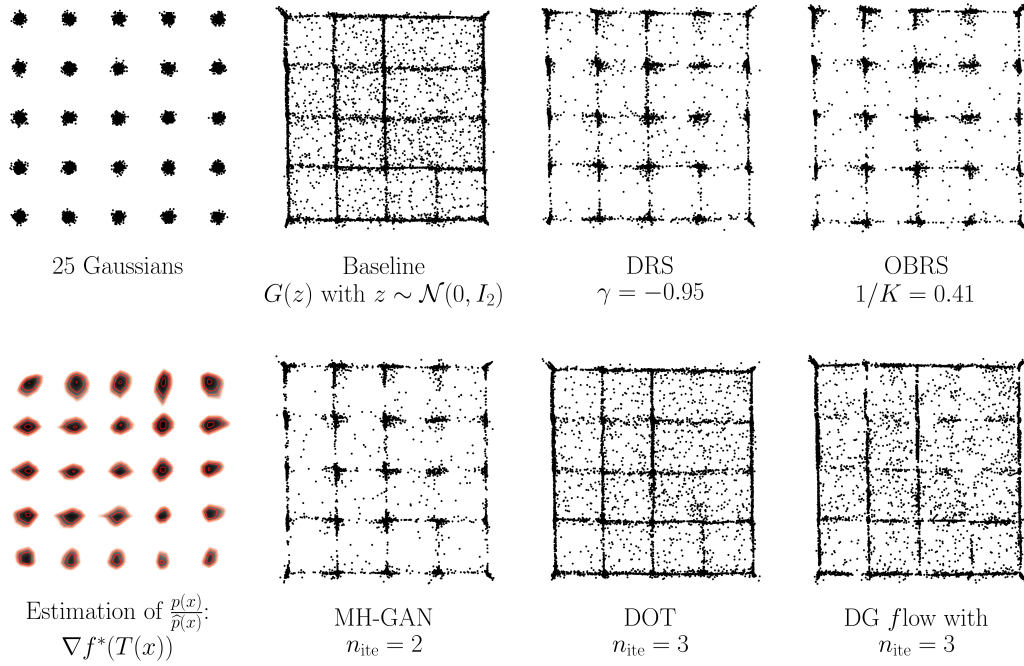 25 Gaussians
Baseline
G(z) with z ∼ 𝒩(0, I₂)
DRS
γ = −0.95
OBRS
1/K = 0.41
Estimation of p(x)/p̂(x):
∇f*(T(x))
MH-GAN
n_ite = 2
DOT
n_ite = 3
DG flow with
n_ite = 3